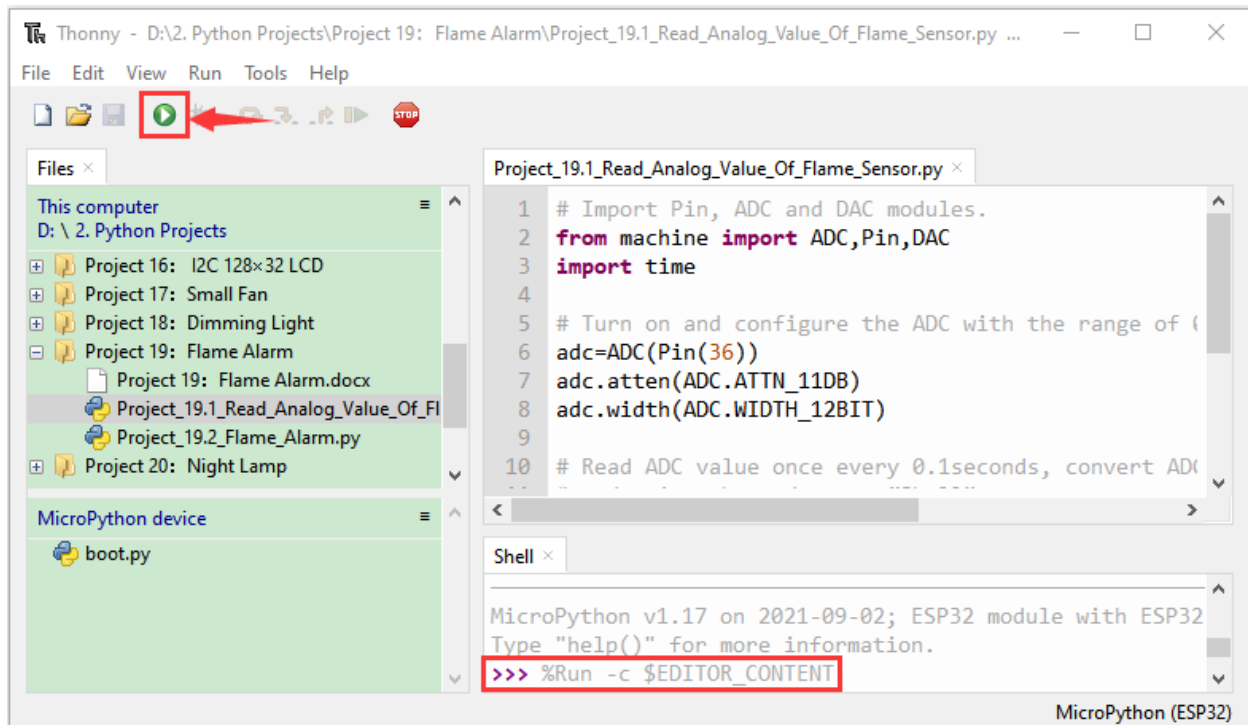 Thonny - D:\2. Python Projects\Project 19: Flame Alarm\Project_19.1_Read_Analog_Value_Of_Flame_Sensor.py ...
File Edit View Run Tools Help
STOP
Files
This computer
D: \ 2. Python Projects
Project 16: I2C 128×32 LCD
Project 17: Small Fan
Project 18: Dimming Light
Project 19: Flame Alarm
Project 19: Flame Alarm.docx
Project_19.1_Read_Analog_Value_Of_Fl
Project_19.2_Flame_Alarm.py
Project 20: Night Lamp
MicroPython device
boot.py
Project_19.1_Read_Analog_Value_Of_Flame_Sensor.py
1 # Import Pin, ADC and DAC modules.
2 from machine import ADC,Pin,DAC
3 import time
4
5 # Turn on and configure the ADC with the range of
6 adc=ADC(Pin(36))
7 adc.atten(ADC.ATTN_11DB)
8 adc.width(ADC.WIDTH_12BIT)
9
10 # Read ADC value once every 0.1seconds, convert ADC
Shell
MicroPython v1.17 on 2021-09-02; ESP32 module with ESP32
Type "help()" for more information.
>>> %Run -c $EDITOR_CONTENT
MicroPython (ESP32)